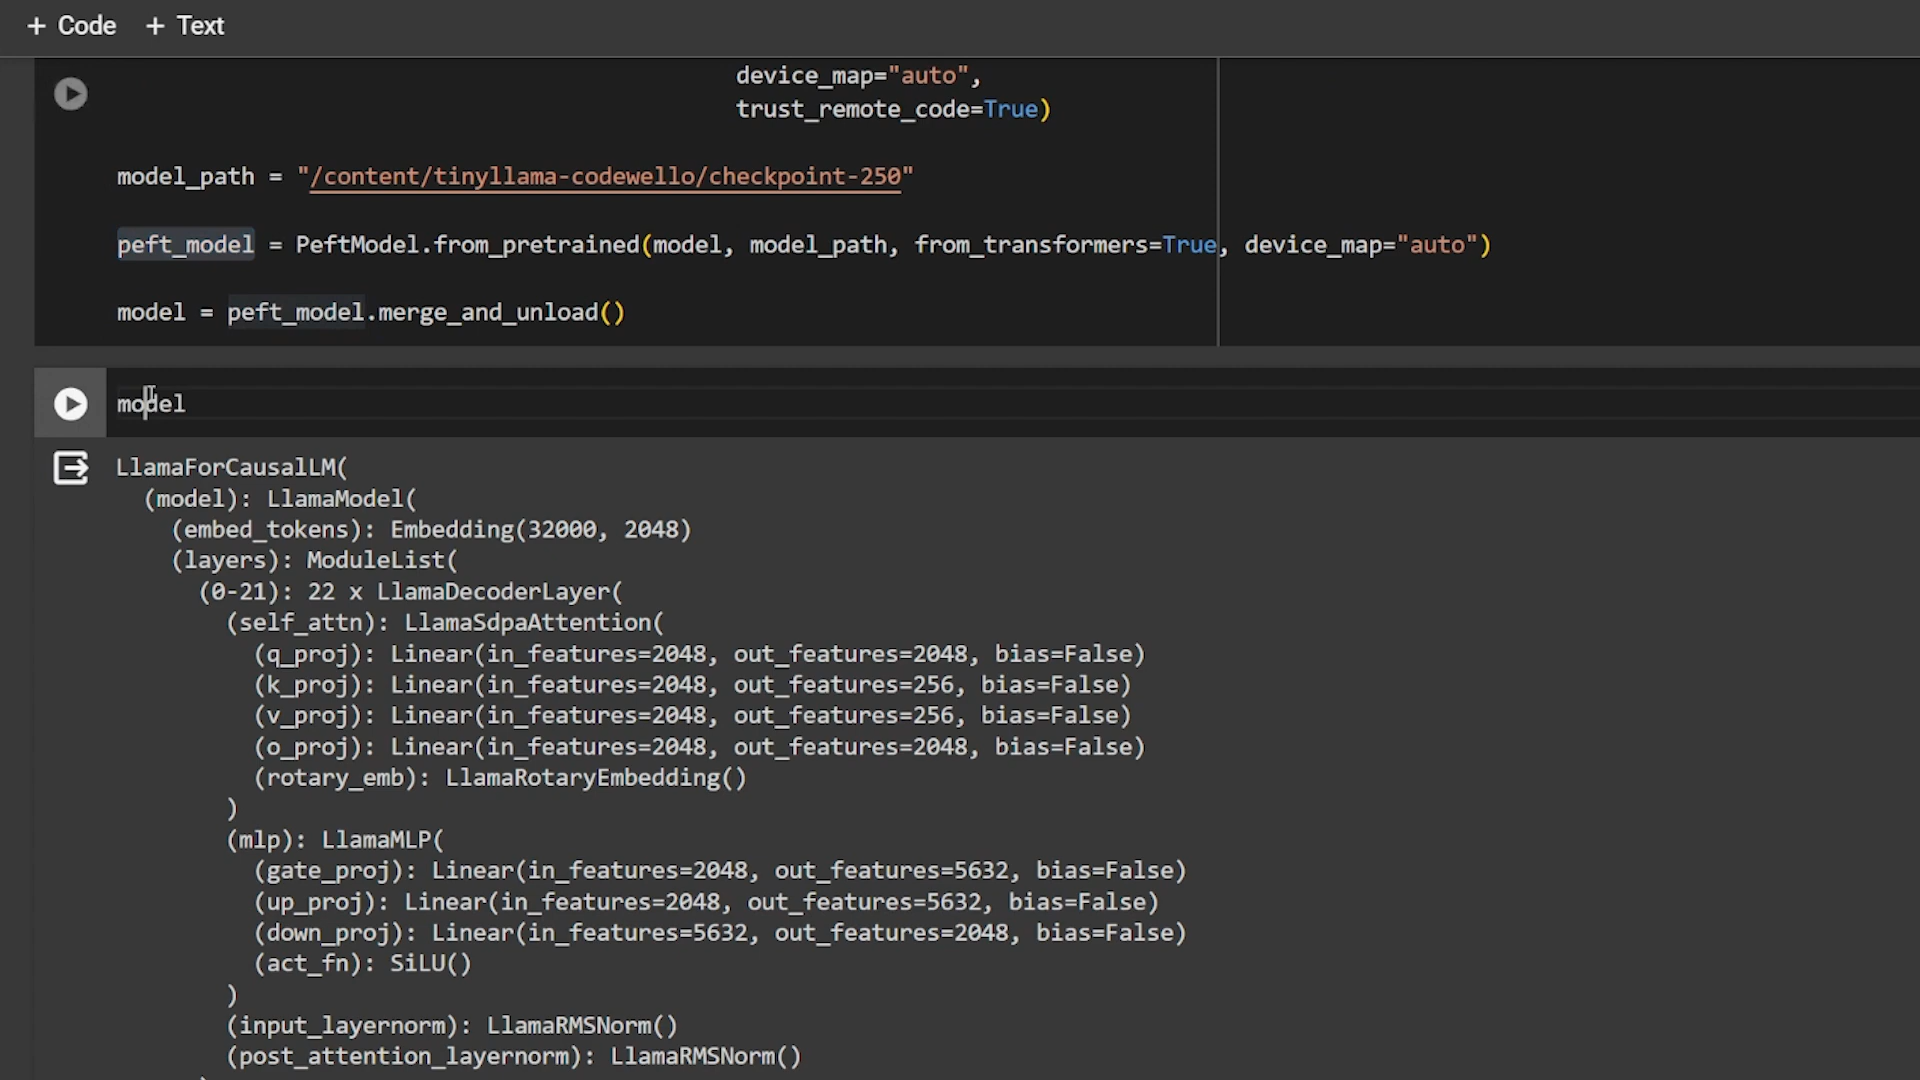 + Code + Text
device_map="auto",
trust_remote_code=True)
model_path = "/content/tinyllama-codewello/checkpoint-250"
peft_model = PeftModel.from_pretrained(model, model_path, from_transformers=True, device_map="auto")
model = peft_model.merge_and_unload()
model
LlamaForCausalLM(
(model): LlamaModel(
(embed_tokens): Embedding(32000, 2048)
(layers): ModuleList(
(0-21): 22 x LlamaDecoderLayer(
(self_attn): LlamaSdpaAttention(
(q_proj): Linear(in_features=2048, out_features=2048, bias=False)
(k_proj): Linear(in_features=2048, out_features=256, bias=False)
(v_proj): Linear(in_features=2048, out_features=256, bias=False)
(o_proj): Linear(in_features=2048, out_features=2048, bias=False)
(rotary_emb): LlamaRotaryEmbedding()
)
(mlp): LlamaMLP(
(gate_proj): Linear(in_features=2048, out_features=5632, bias=False)
(up_proj): Linear(in_features=2048, out_features=5632, bias=False)
(down_proj): Linear(in_features=5632, out_features=2048, bias=False)
(act_fn): SiLU()
)
(input_layernorm): LlamaRMSNorm()
(post_attention_layernorm): LlamaRMSNorm()